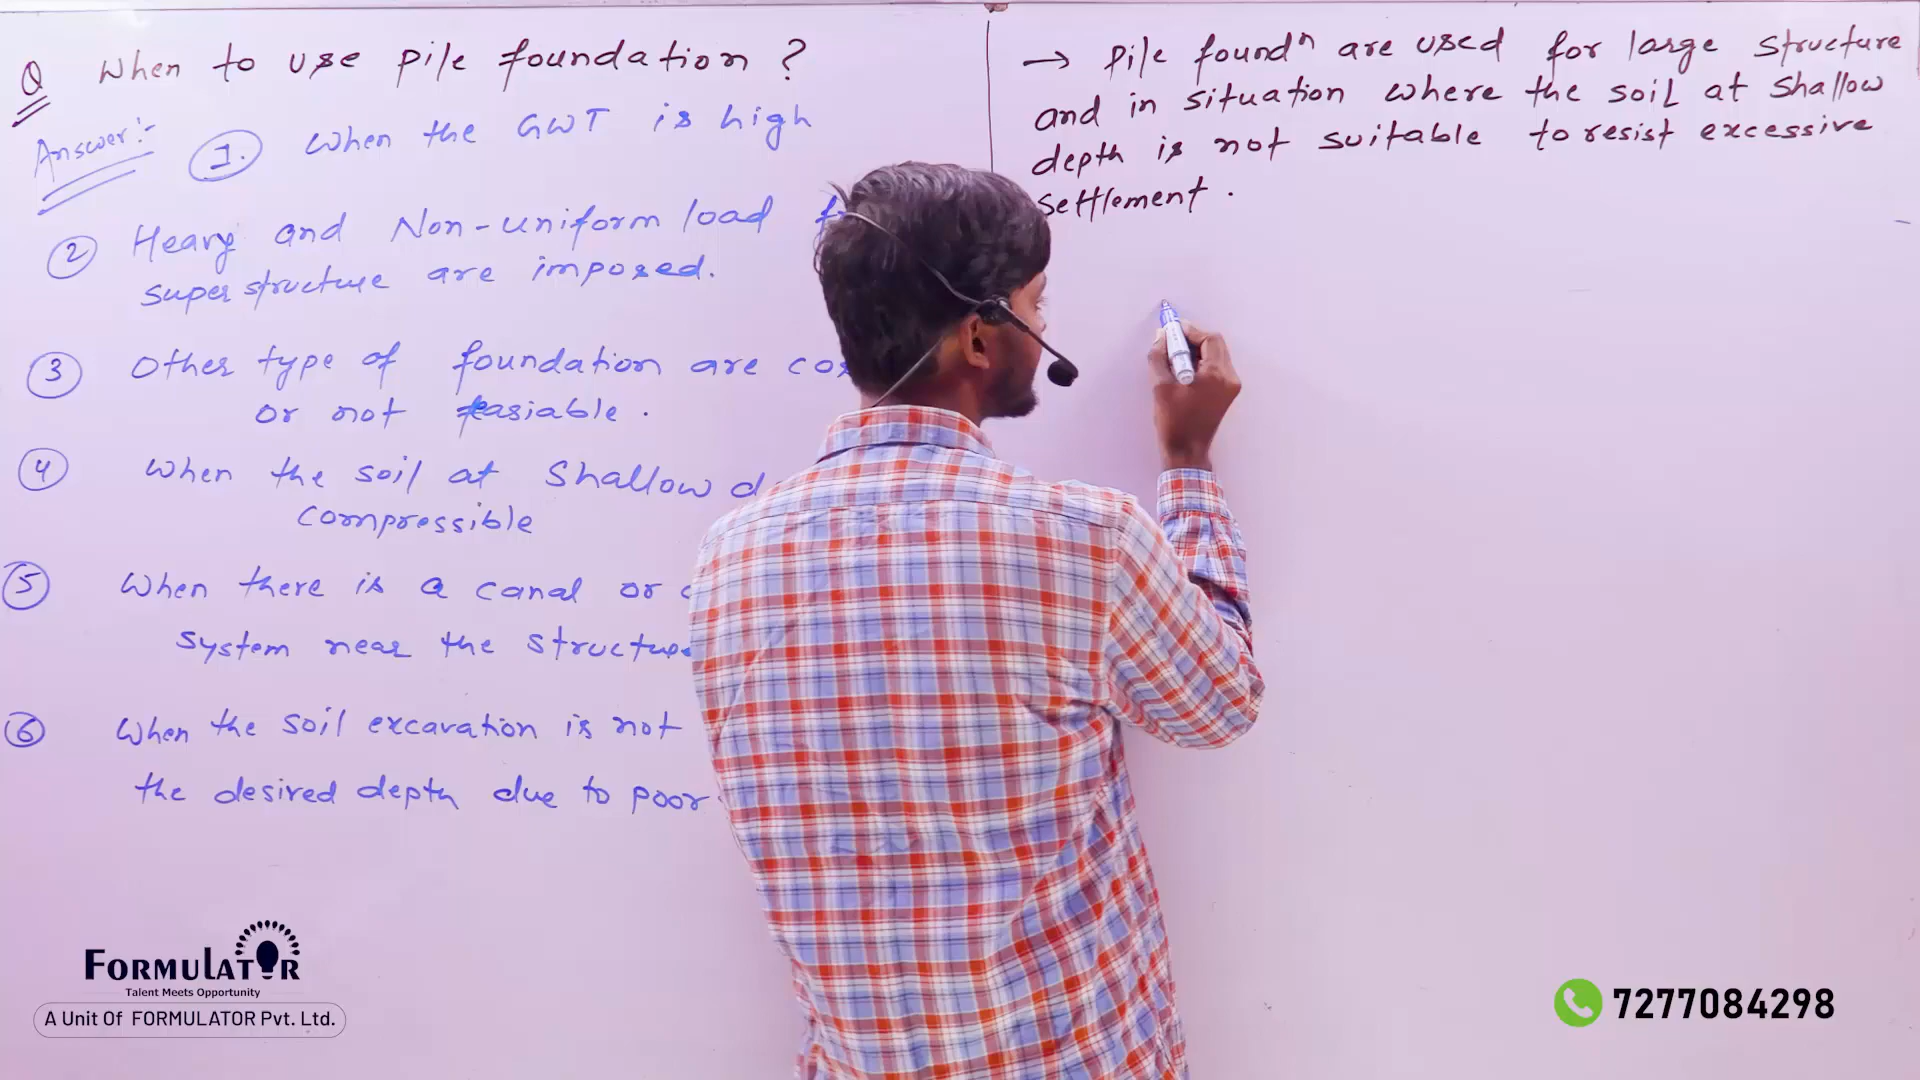 Q When to use pile foundation ?
Answer:-
1. When the GWT is high
2 Heavy and Non-uniform load
superstructure are imposed.
3 Other type of foundation are
or not feasiable .
4 When the soil at shallow
compressible
5 When there is a canal or
system near the structure
6 When the soil excavation is not
the desired depth due to poor
→ Pile foundⁿ are used for large structure
and in situation where the soil at shallow
depth is not suitable to resist excessive
settlement .
FORMULATOR
Talent Meets Opportunity
A Unit Of FORMULATOR Pvt. Ltd.
7277084298